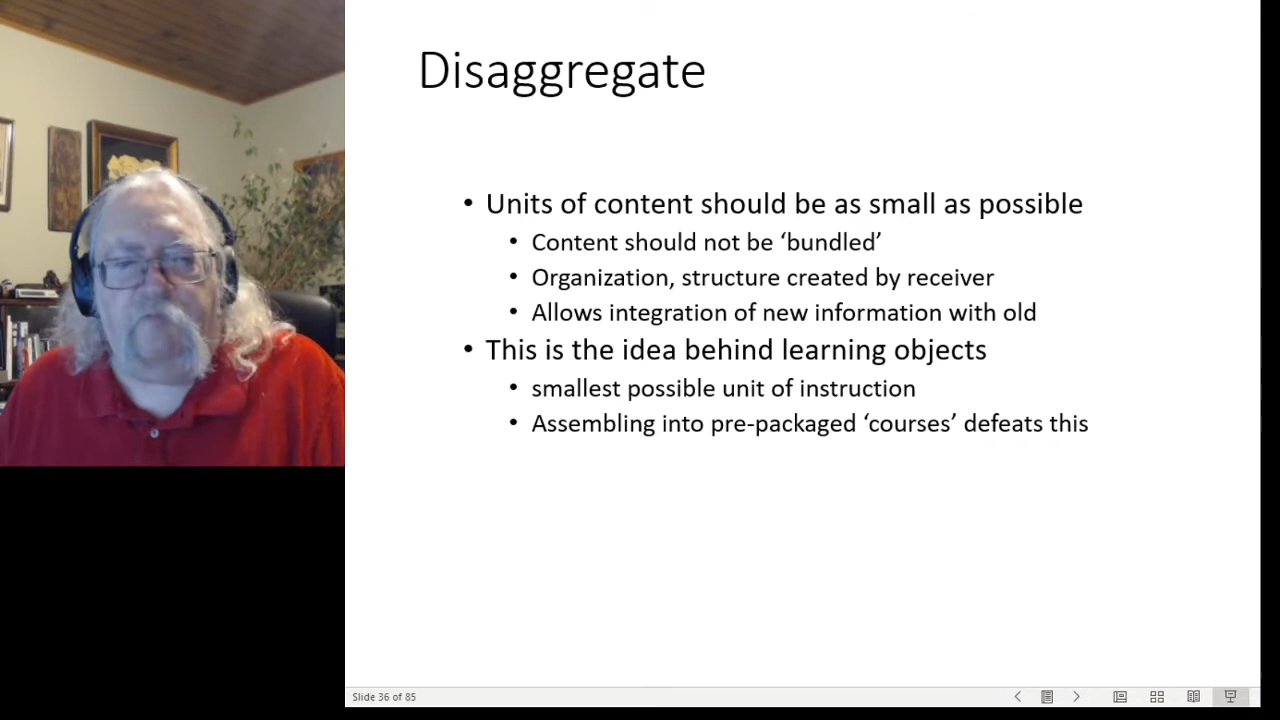 Disaggregate
• Units of content should be as small as possible
• Content should not be ‘bundled’
• Organization, structure created by receiver
• Allows integration of new information with old
• This is the idea behind learning objects
• smallest possible unit of instruction
• Assembling into pre-packaged ‘courses’ defeats this
Slide 36 of 85